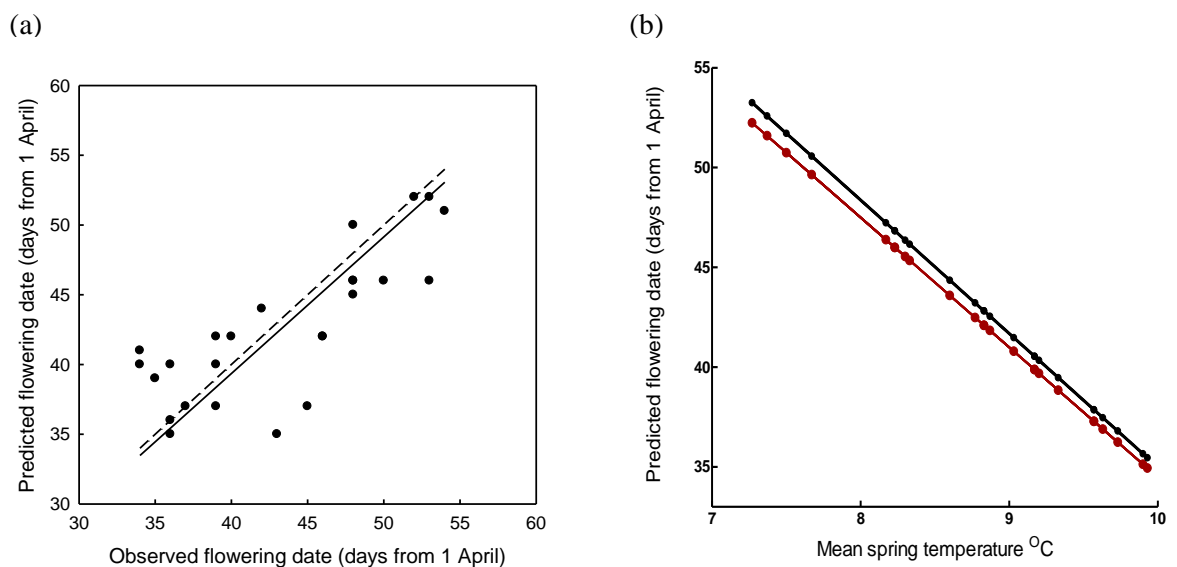 (a)
Predicted flowering date (days from 1 April)
60
55
50
45
40
35
30
30 35 40 45 50 55 60
Observed flowering date (days from 1 April)
(b)
Predicted flowering date (days from 1 April)
55
50
45
40
35
7 8 9 10
Mean spring temperature ᴼC